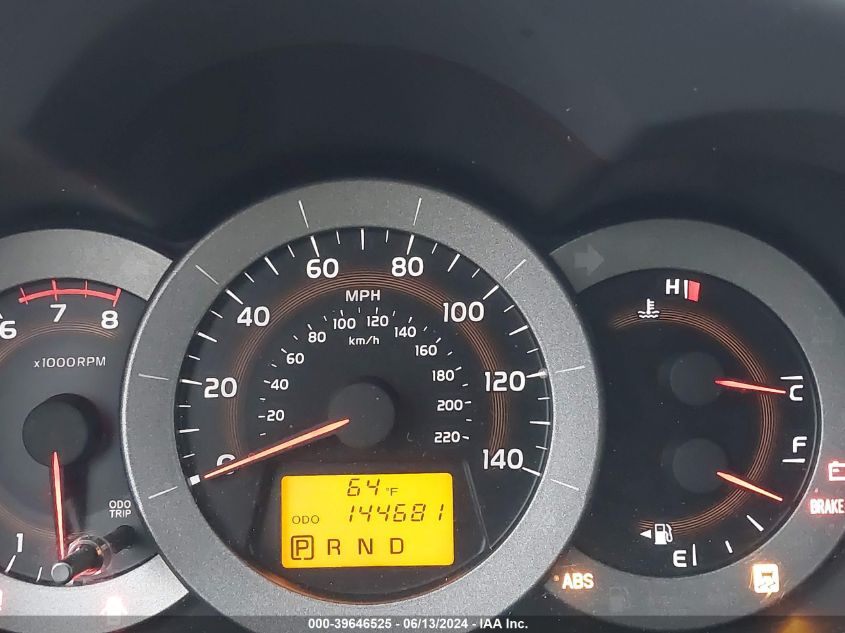 6 7 8
x1000RPM
ODO
TRIP
1
0 20 40 60 80 100 120 140
MPH
20 40 60 80 100 120 140 160 180 200 220
km/h
64°F
ODO 144681
P R N D
H
C
F
E
BRAKE
ABS
000-39646525 - 06/13/2024 - IAA Inc.